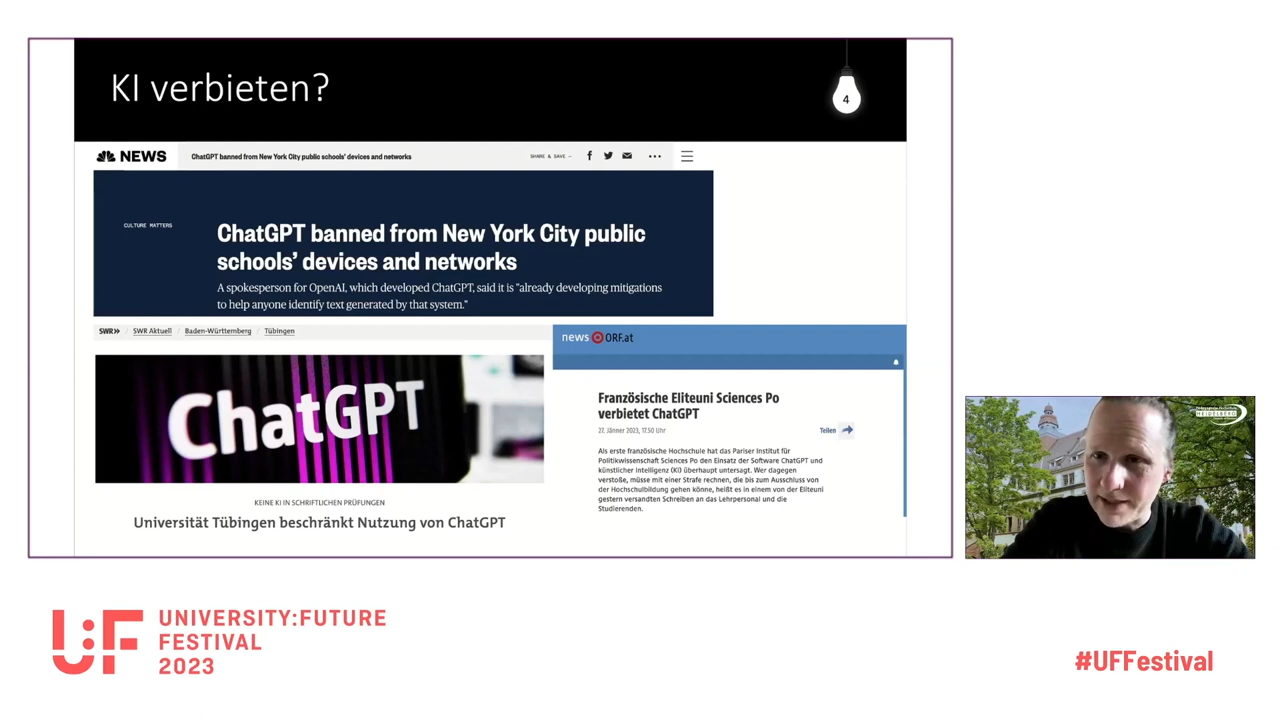 KI verbieten?
4
NEWS
ChatGPT banned from New York City public schools' devices and networks
SHARE & SAVE —
CULTURE MATTERS
ChatGPT banned from New York City public
schools' devices and networks
A spokesperson for OpenAI, which developed ChatGPT, said it is "already developing mitigations
to help anyone identify text generated by that system."
SWR» / SWR Aktuell / Baden-Württemberg / Tübingen
ChatGPT
KEINE KI IN SCHRIFTLICHEN PRÜFUNGEN
Universität Tübingen beschränkt Nutzung von ChatGPT
news ORF.at
Französische Eliteuni Sciences Po
verbietet ChatGPT
27. Jänner 2023, 17.50 Uhr
Teilen
Als erste französische Hochschule hat das Pariser Institut für
Politikwissenschaft Sciences Po den Einsatz der Software ChatGPT und
künstlicher Intelligenz (KI) überhaupt untersagt. Wer dagegen
verstoße, müsse mit einer Strafe rechnen, die bis zum Ausschluss von
der Hochschulbildung gehen könne, heißt es in einem von der Eliteuni
gestern versandten Schreiben an das Lehrpersonal und die
Studierenden.
HEIDELBERG
U:F
UNIVERSITY:FUTURE
FESTIVAL
2023
#UFFestival